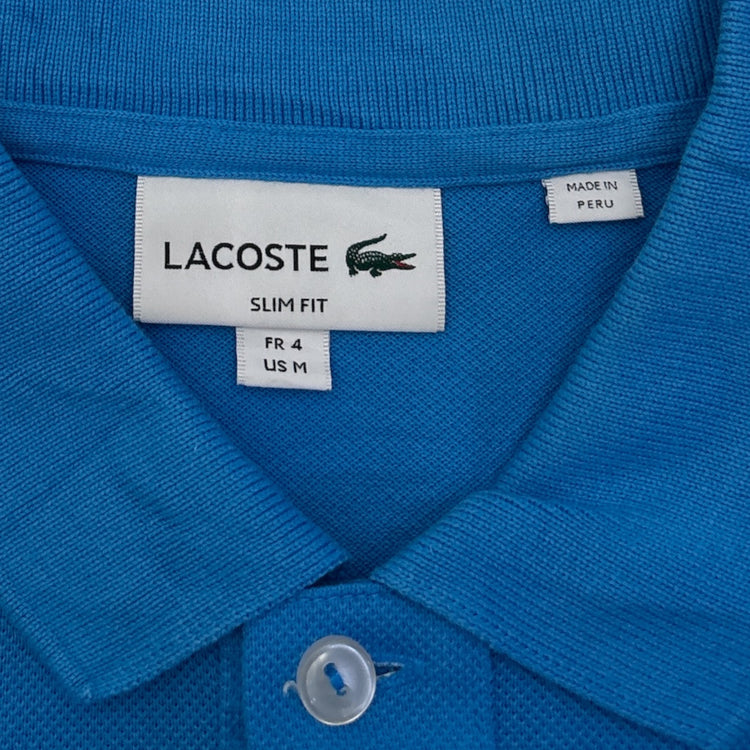 LACOSTE
SLIM FIT
FR 4
US M
MADE IN
PERU